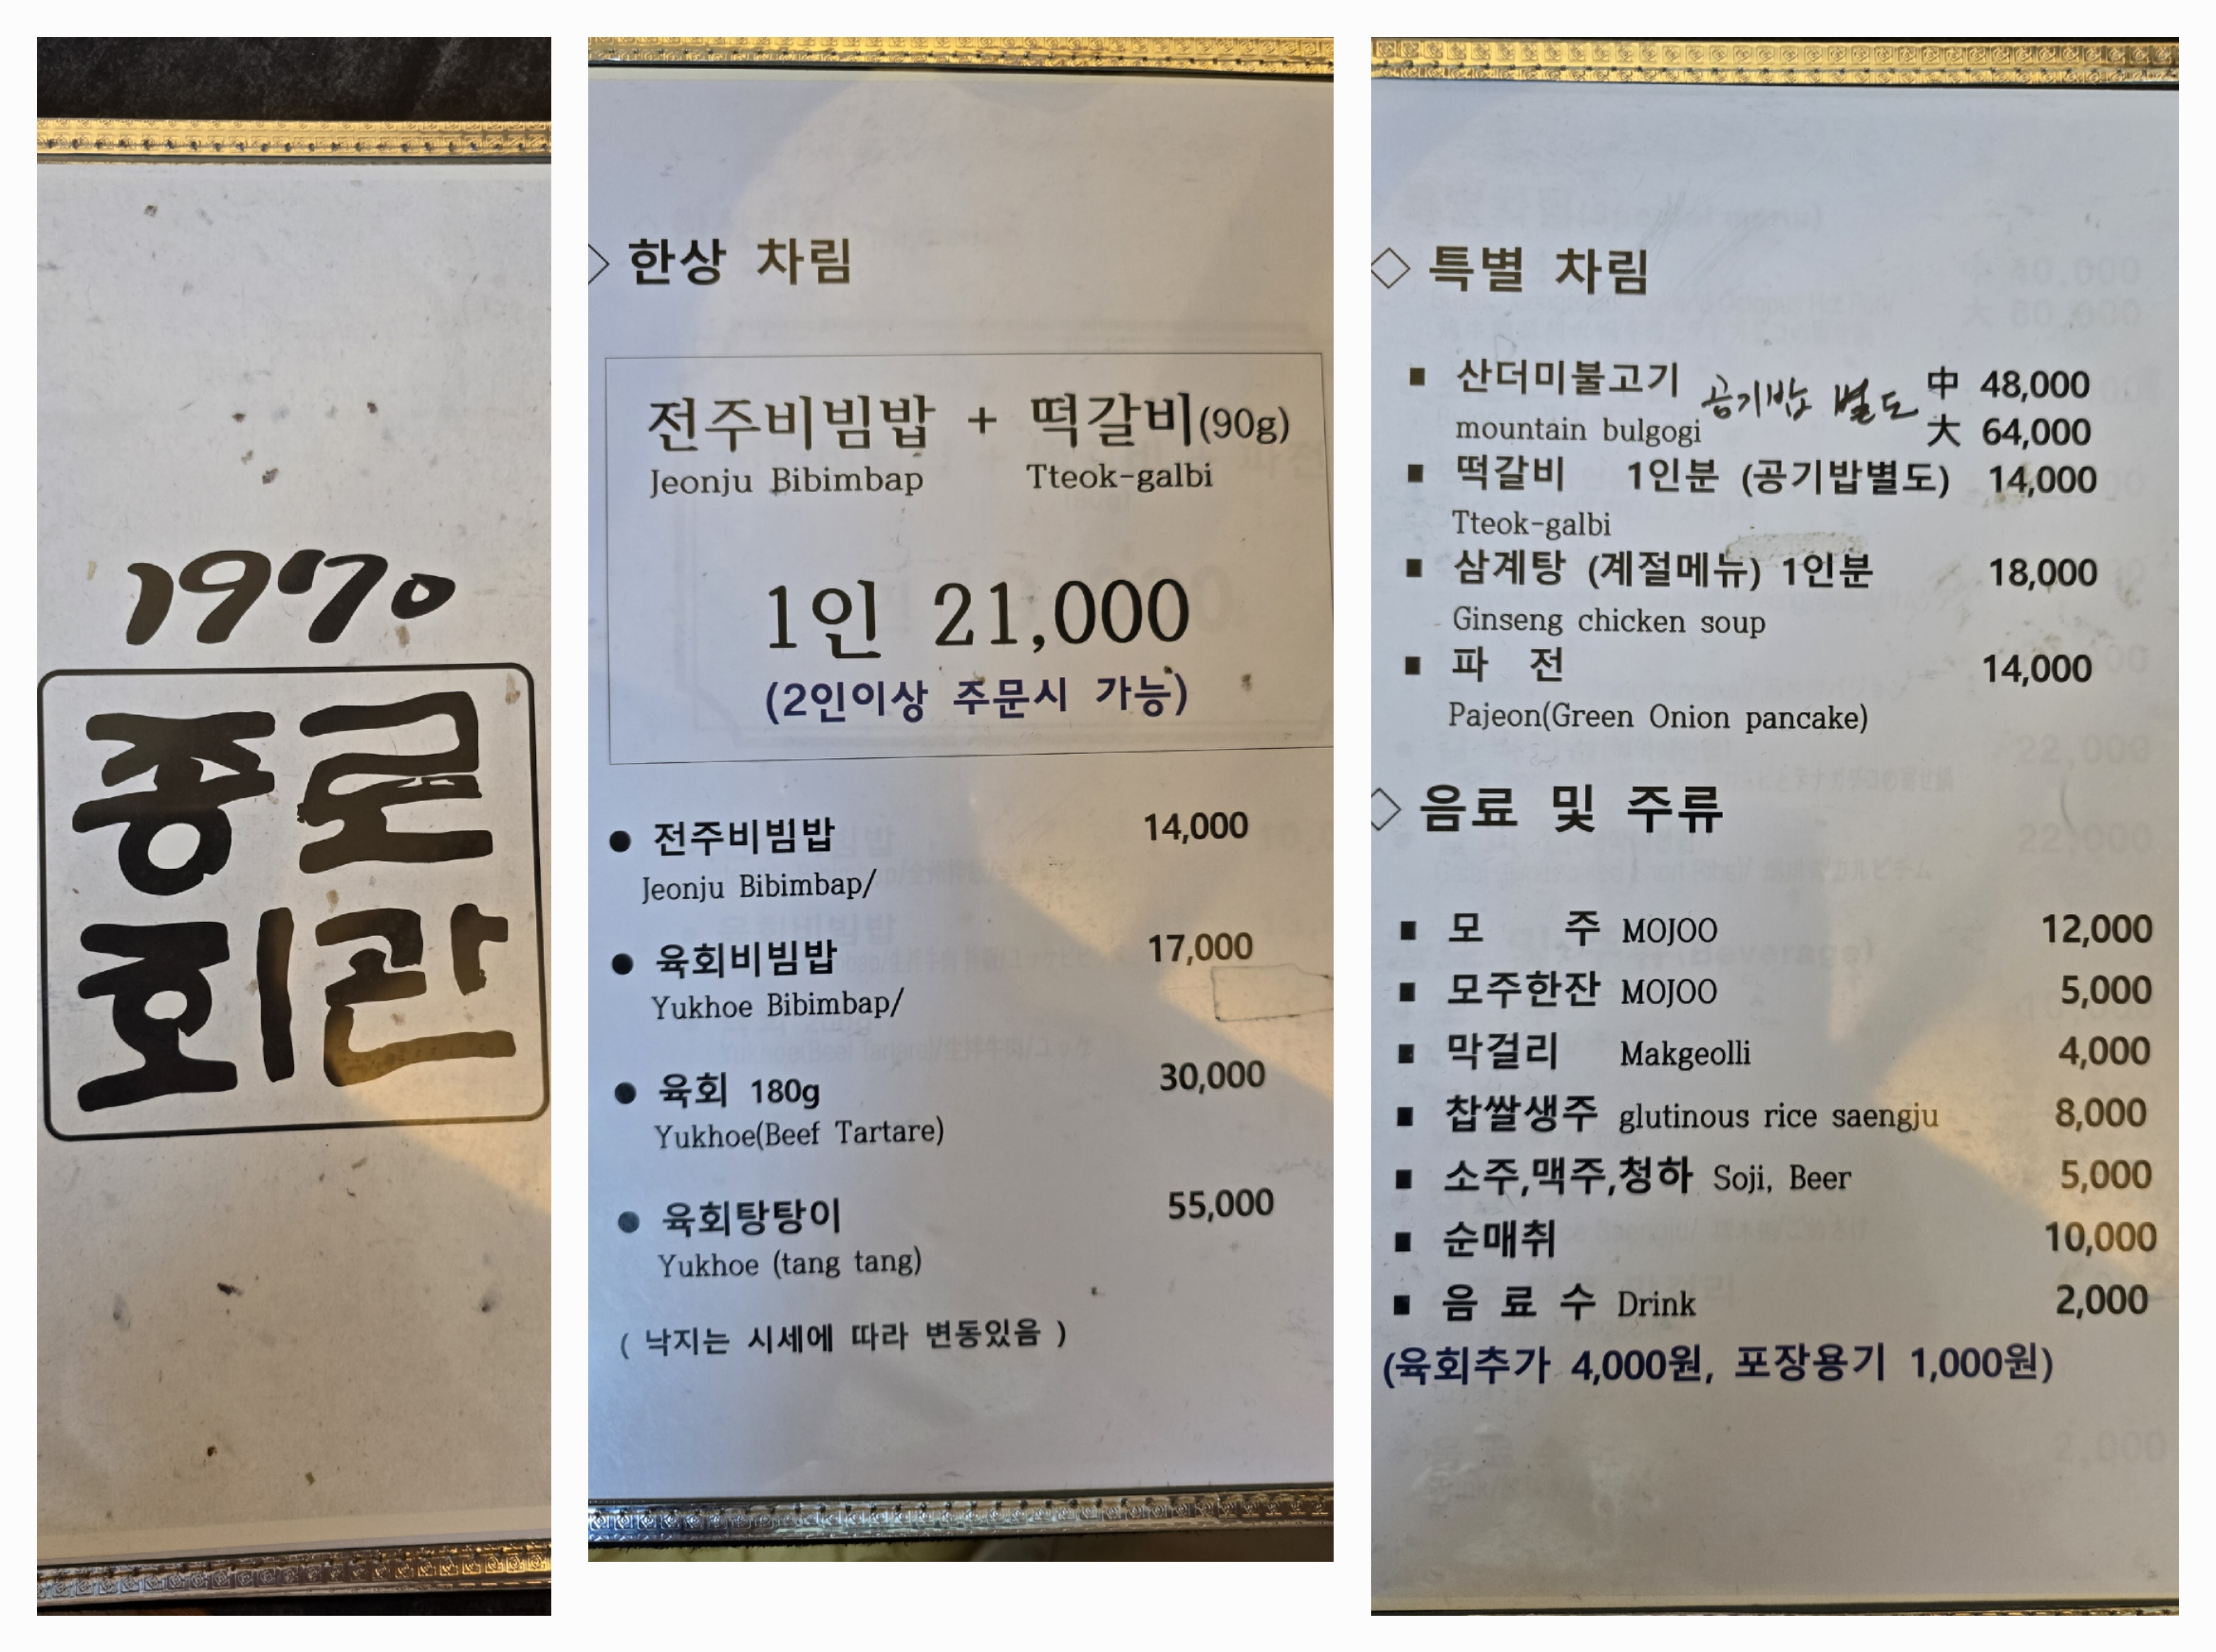 1970
종로
회관
◇ 한상 차림
전주비빔밥 + 떡갈비(90g)
Jeonju Bibimbap Tteok-galbi
1인 21,000
(2인이상 주문시 가능)
● 전주비빔밥 14,000
Jeonju Bibimbap/
● 육회비빔밥 17,000
Yukhoe Bibimbap/
● 육회 180g 30,000
Yukhoe(Beef Tartare)
● 육회탕탕이 55,000
Yukhoe (tang tang)
( 낙지는 시세에 따라 변동있음 )
◇ 특별 차림
■ 산더미불고기 공기밥 별도 中 48,000
mountain bulgogi 大 64,000
■ 떡갈비 1인분 (공기밥별도) 14,000
Tteok-galbi
■ 삼계탕 (계절메뉴) 1인분 18,000
Ginseng chicken soup
■ 파 전 14,000
Pajeon(Green Onion pancake)
◇ 음료 및 주류
■ 모 주 MOJOO 12,000
■ 모주한잔 MOJOO 5,000
■ 막걸리 Makgeolli 4,000
■ 찹쌀생주 glutinous rice saengju 8,000
■ 소주,맥주,청하 Soji, Beer 5,000
■ 순매취 10,000
■ 음 료 수 Drink 2,000
(육회추가 4,000원, 포장용기 1,000원)